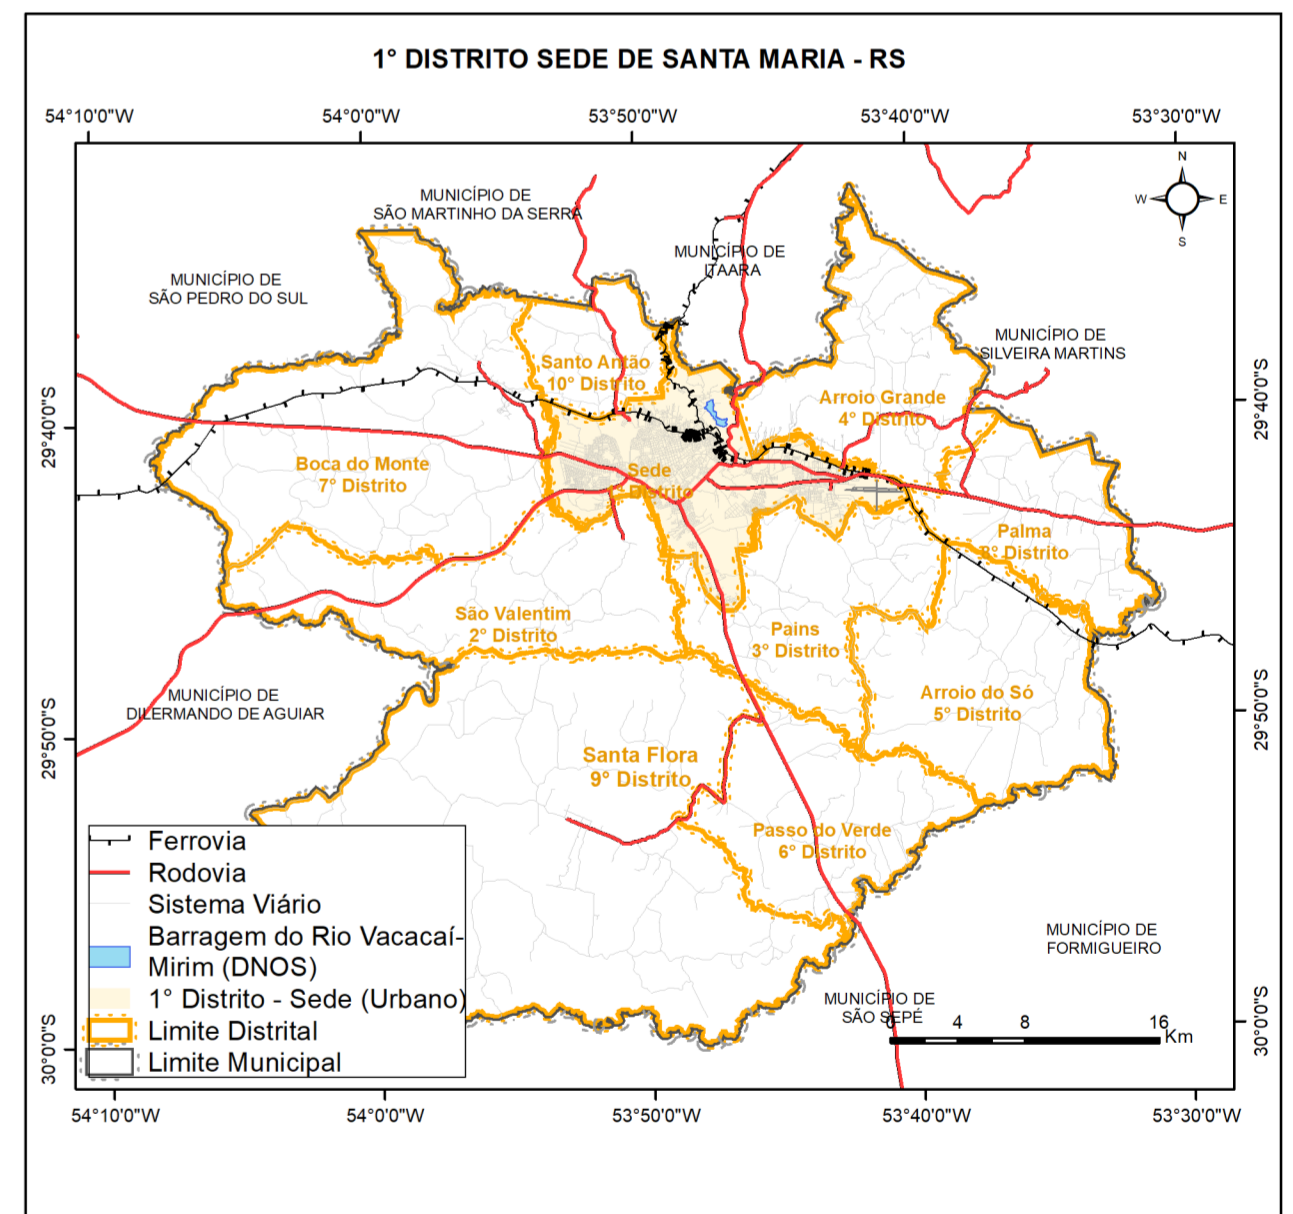 1° DISTRITO SEDE DE SANTA MARIA - RS
54°10'0"W 54°0'0"W 53°50'0"W 53°40'0"W 53°30'0"W
N
W E
S
MUNICÍPIO DE
SÃO MARTINHO DA SERRA
MUNICÍPIO DE
ITAARA
MUNICÍPIO DE
SÃO PEDRO DO SUL
MUNICÍPIO DE
SILVEIRA MARTINS
Santo Antão
10° Distrito
Arroio Grande
4° Distrito
29°40'0"S
29°40'0"S
Boca do Monte
7° Distrito
Sede
Distrito
Palma
8° Distrito
São Valentim
2° Distrito
Pains
3° Distrito
MUNICÍPIO DE
DILERMANDO DE AGUIAR
Arroio do Só
5° Distrito
29°50'0"S
29°50'0"S
Santa Flora
9° Distrito
Passo do Verde
6° Distrito
MUNICÍPIO DE
FORMIGUEIRO
MUNICÍPIO DE
SÃO SEPÉ
0 4 8 16
Km
30°0'0"S
30°0'0"S
Ferrovia
Rodovia
Sistema Viário
Barragem do Rio Vacacaí-
Mirim (DNOS)
1° Distrito - Sede (Urbano)
Limite Distrital
Limite Municipal
54°10'0"W 54°0'0"W 53°50'0"W 53°40'0"W 53°30'0"W